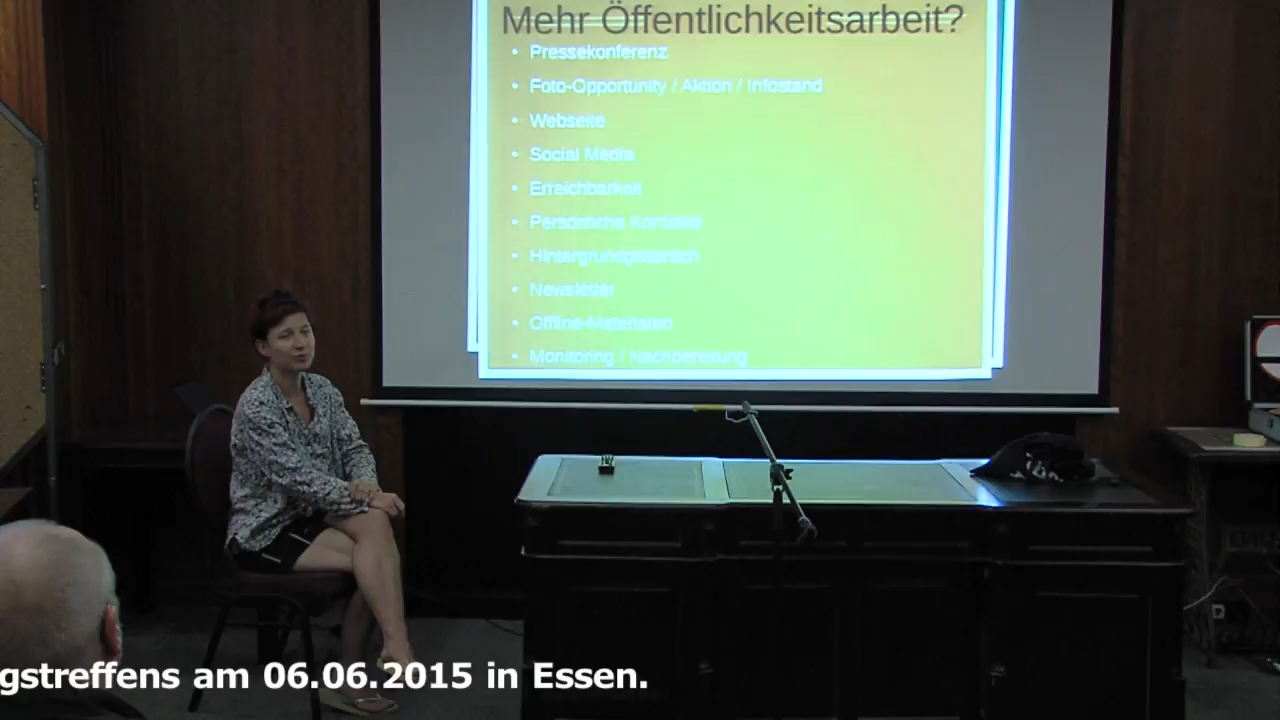 Mehr Öffentlichkeitsarbeit?
• Pressekonferenz
• Foto-Opportunity / Aktion / Infostand
• Webseite
• Social Media
• Erreichbarkeit
• Persönliche Kontakte
• Hintergrundgespräch
• Newsletter
• Offline-Materialen
• Monitoring / Nachbereitung
gstreffens am 06.06.2015 in Essen.